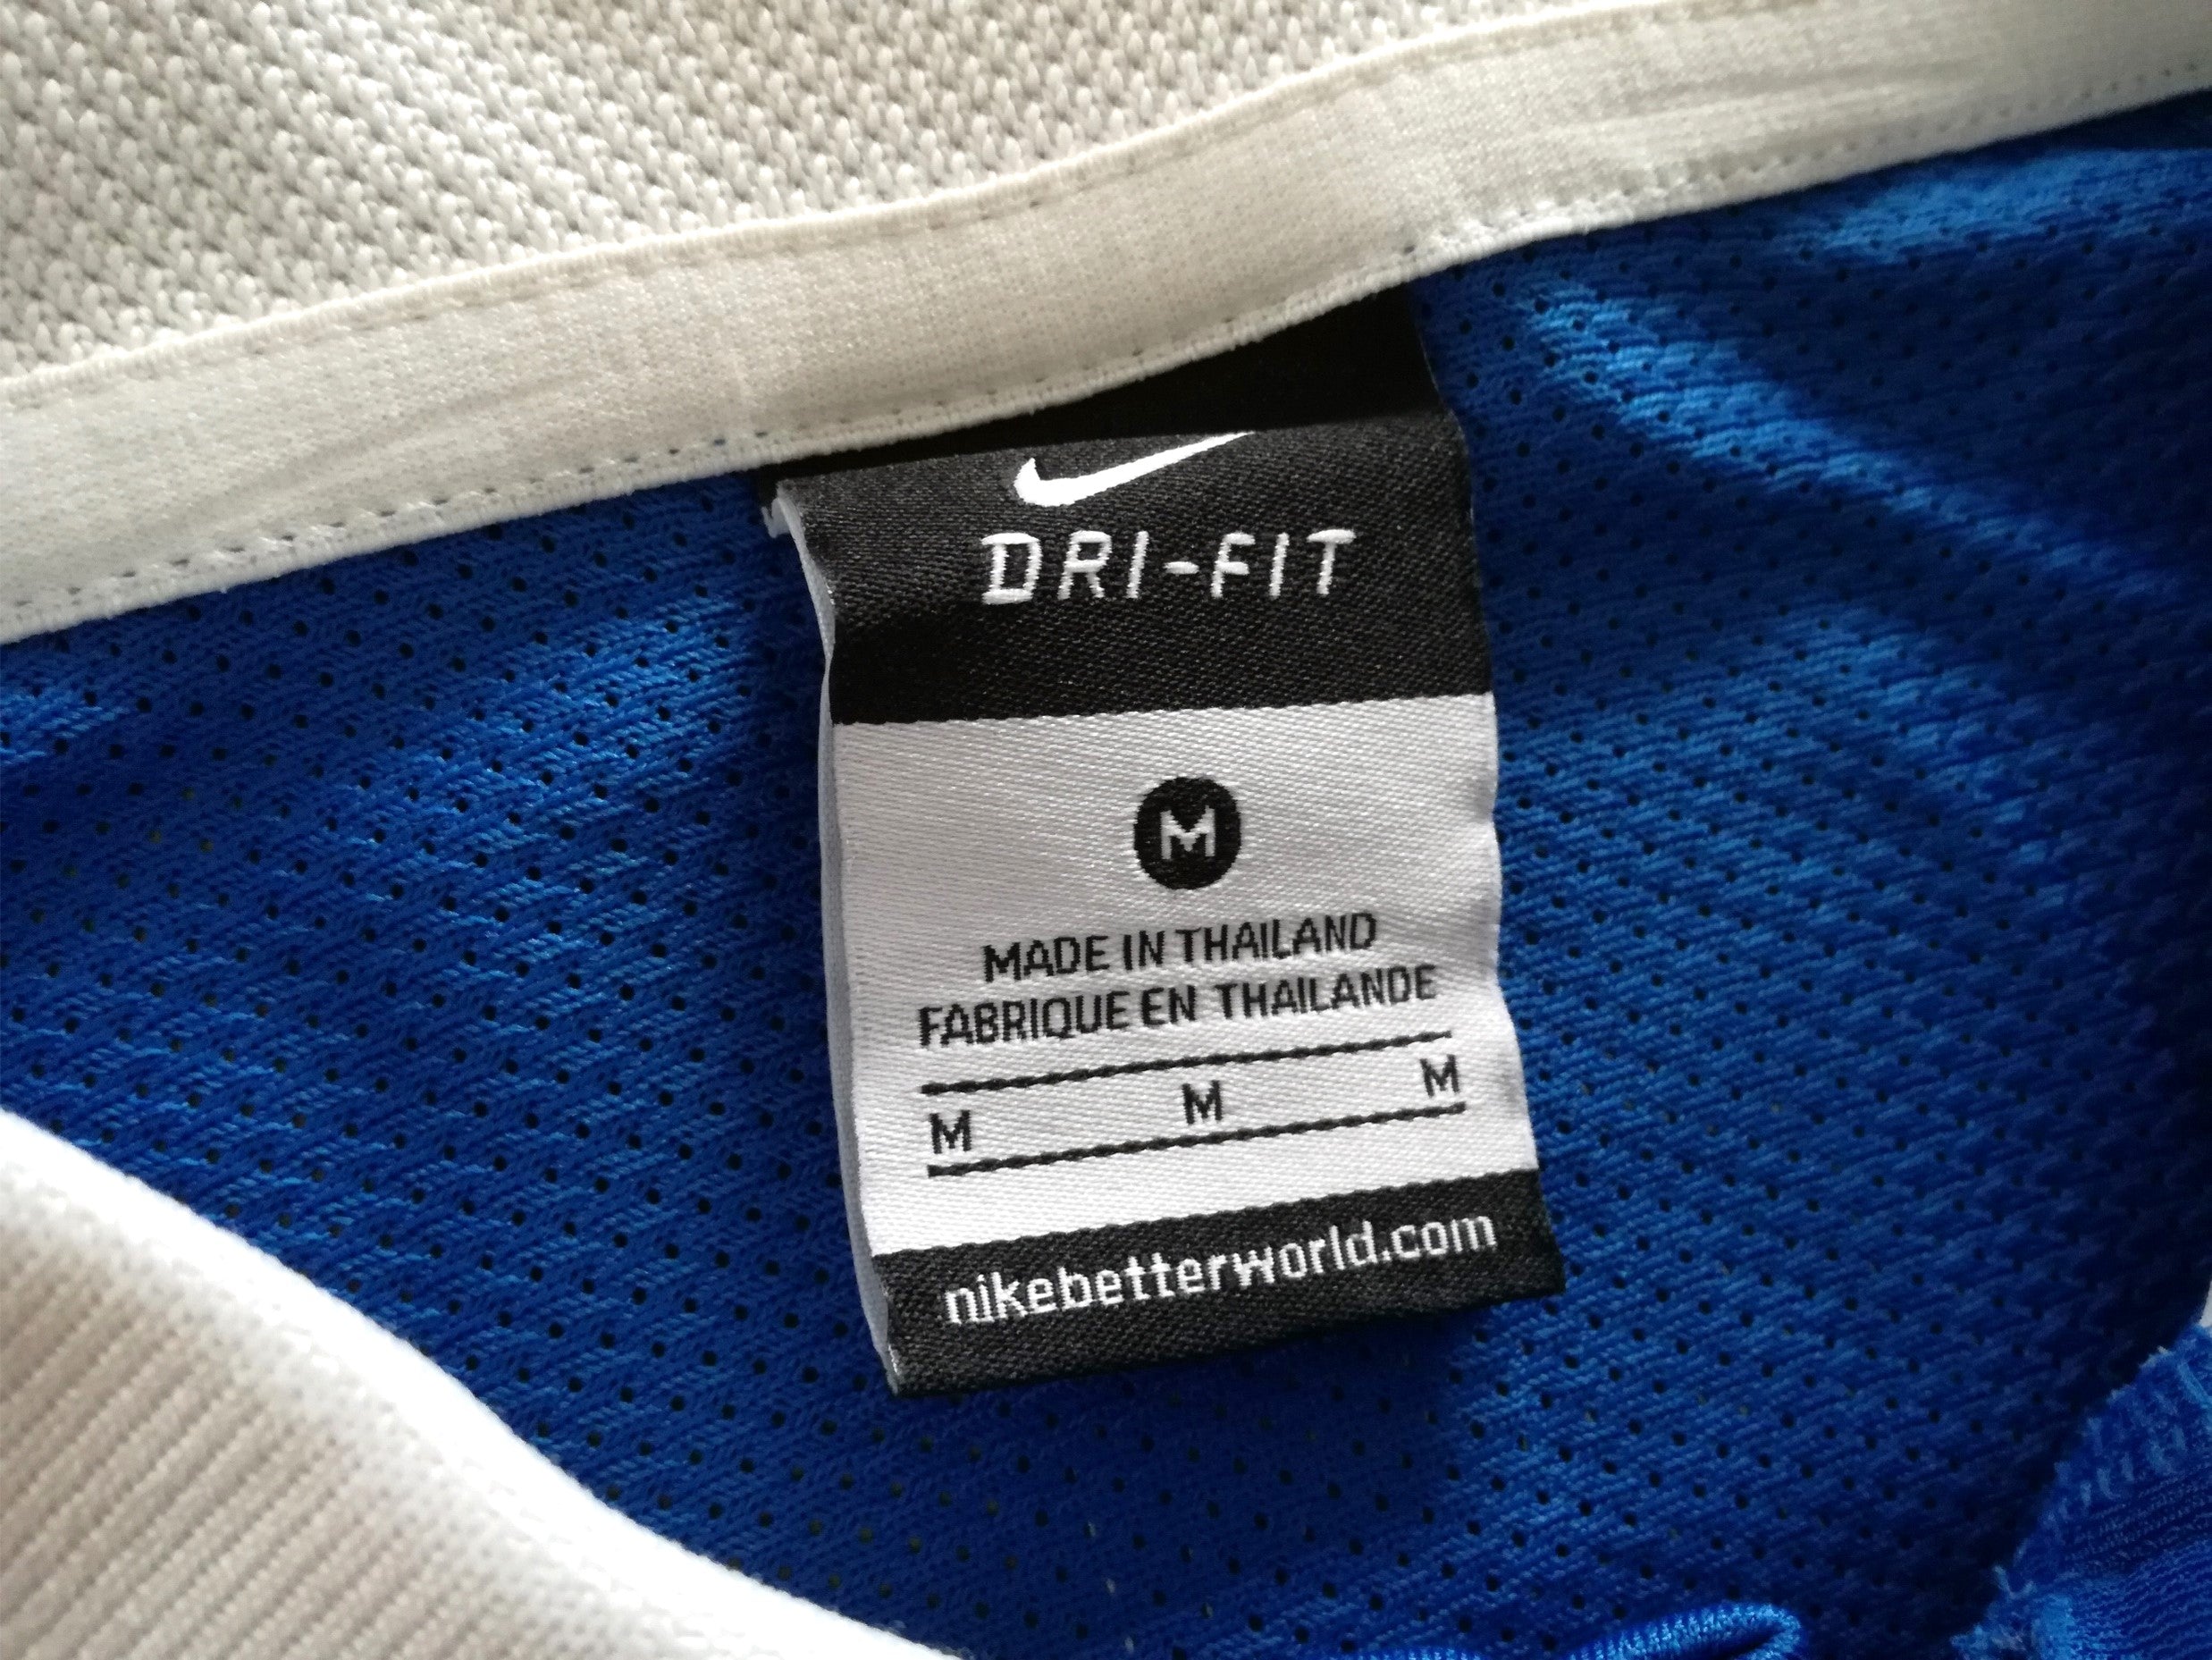 DRI-FIT
M
MADE IN THAILAND
FABRIQUE EN THAILANDE
M M M
nikebetterworld.com